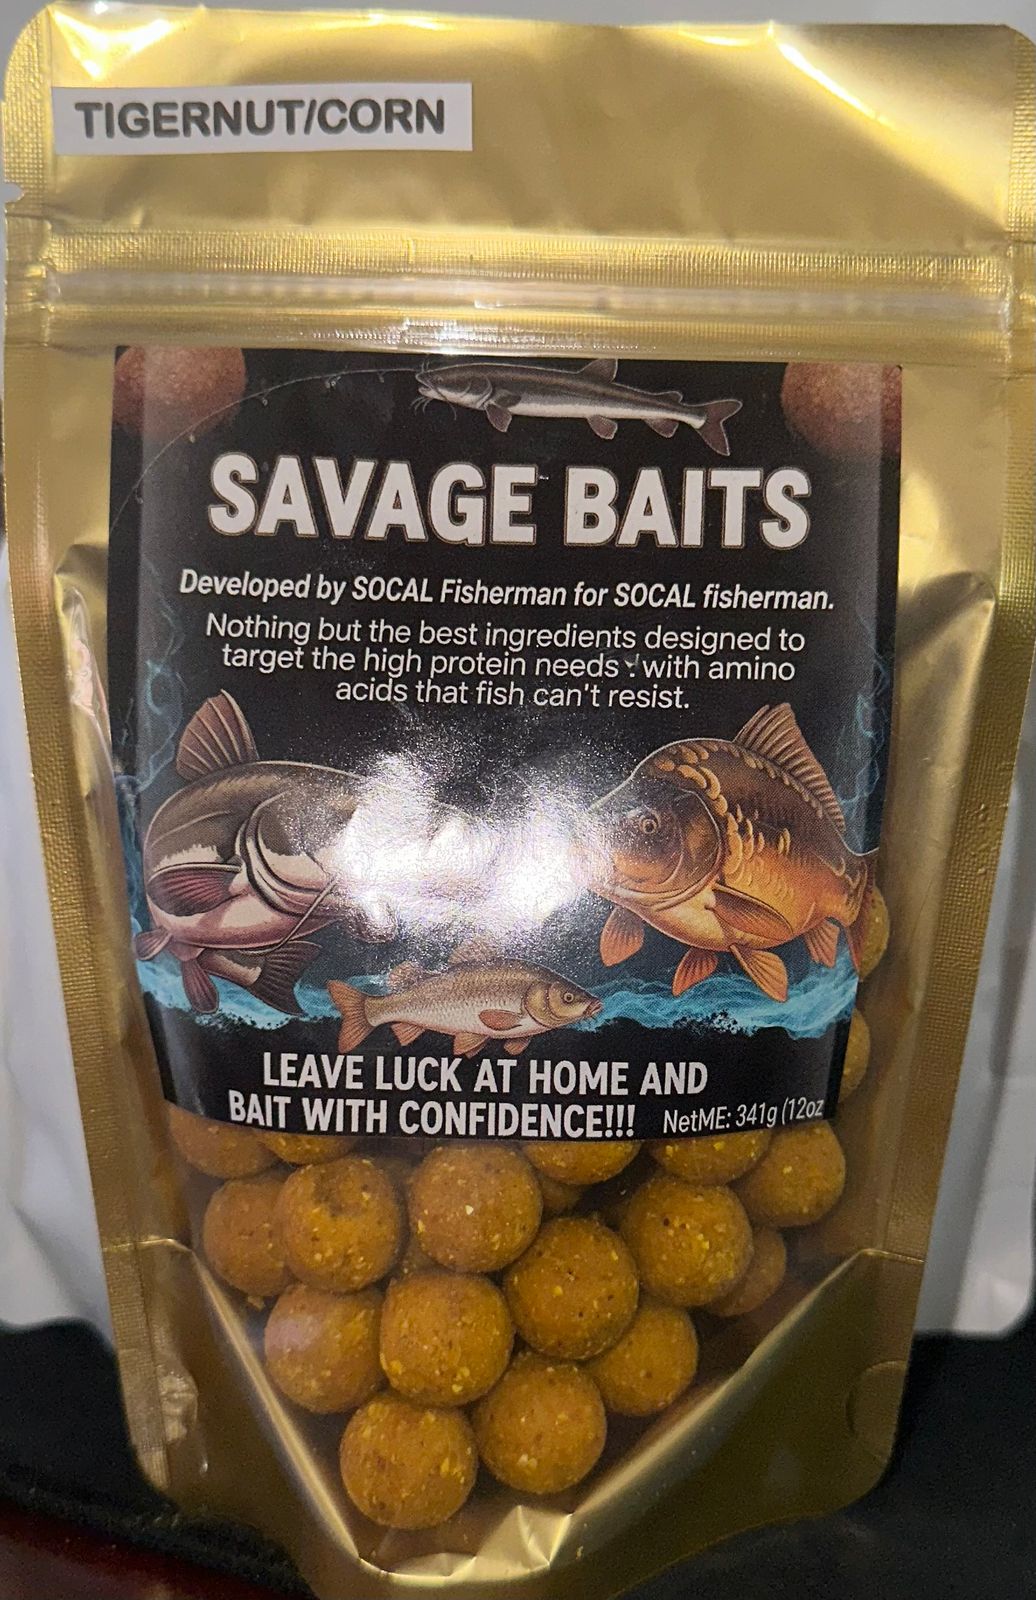 TIGERNUT/CORN
SAVAGE BAITS
Developed by SOCAL Fisherman for SOCAL fisherman.
Nothing but the best ingredients designed to
target the high protein needs ! with amino
acids that fish can't resist.
LEAVE LUCK AT HOME AND
BAIT WITH CONFIDENCE!!! NetME: 341g (12oz